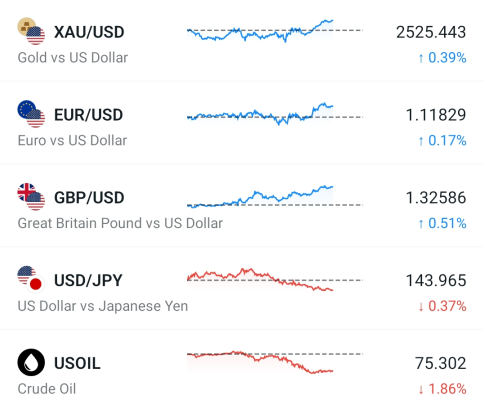 XAU/USD 2525.443
Gold vs US Dollar ↑ 0.39%
EUR/USD 1.11829
Euro vs US Dollar ↑ 0.17%
GBP/USD 1.32586
Great Britain Pound vs US Dollar ↑ 0.51%
USD/JPY 143.965
US Dollar vs Japanese Yen ↓ 0.37%
USOIL 75.302
Crude Oil ↓ 1.86%